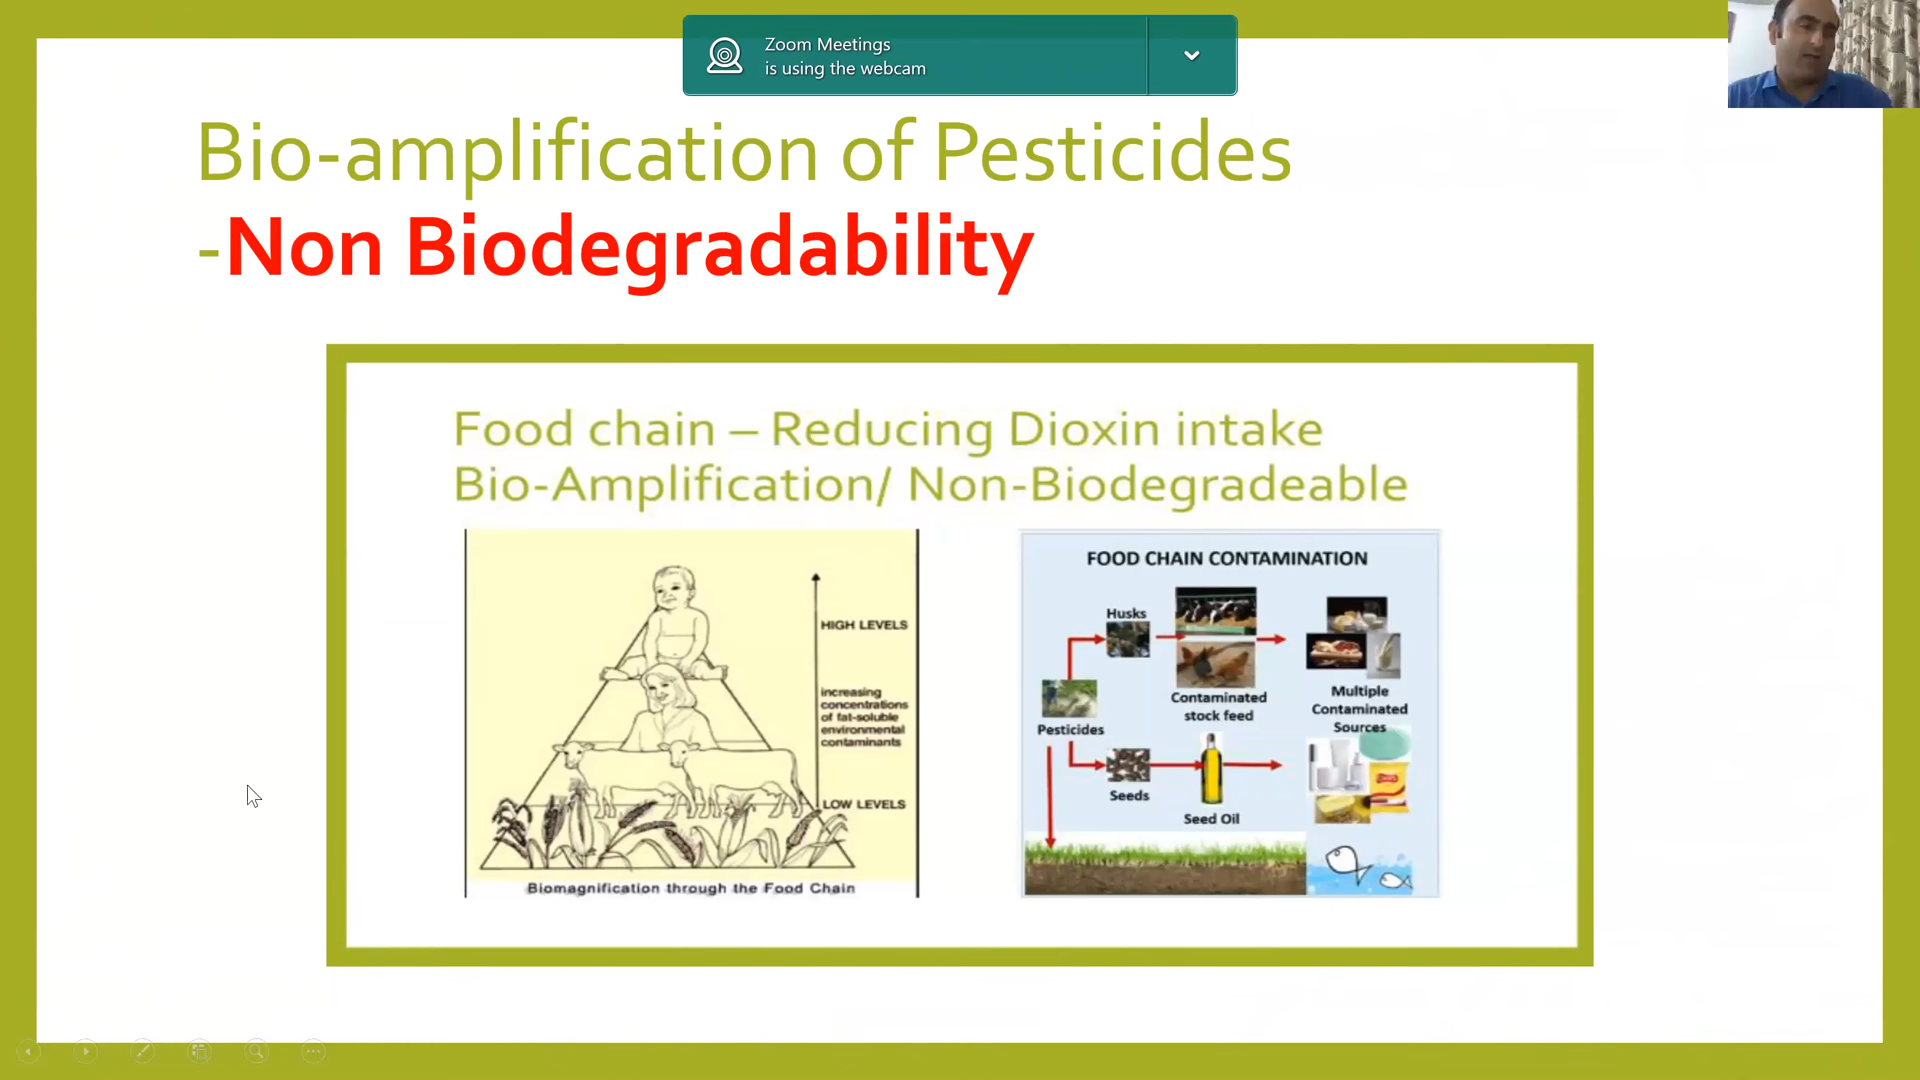 Zoom Meetings
is using the webcam
Bio-amplification of Pesticides
-Non Biodegradability
Food chain – Reducing Dioxin intake
Bio-Amplification/ Non-Biodegradeable
HIGH LEVELS
increasing
concentrations
of fat-soluble
environmental
contaminants
LOW LEVELS
Biomagnification through the Food Chain
FOOD CHAIN CONTAMINATION
Husks
Contaminated
stock feed
Multiple
Contaminated
Sources
Pesticides
Seeds
Seed Oil